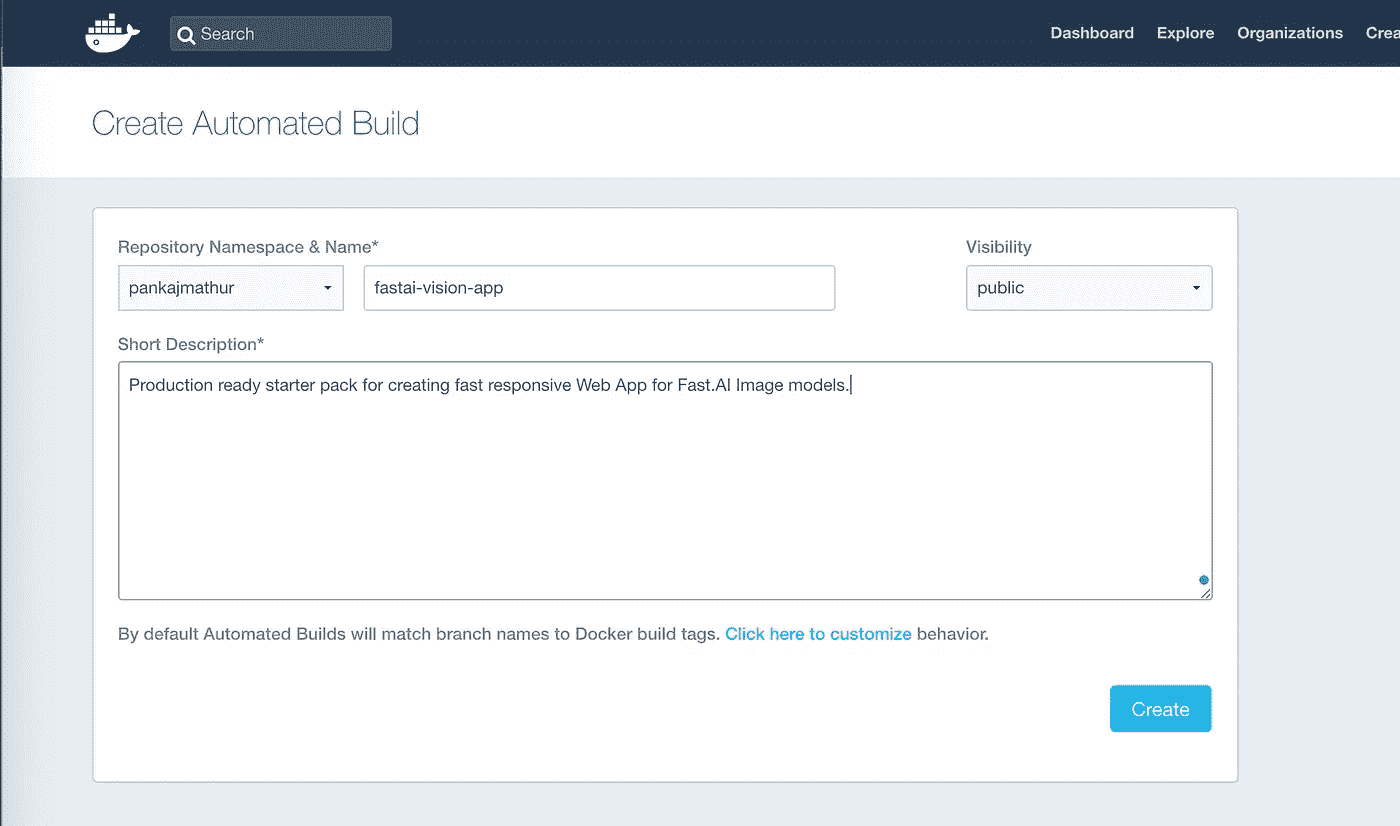 Search
Dashboard Explore Organizations Crea
Create Automated Build
Repository Namespace & Name* Visibility
pankajmathur fastai-vision-app public
Short Description*
Production ready starter pack for creating fast responsive Web App for Fast.AI Image models.
By default Automated Builds will match branch names to Docker build tags. Click here to customize behavior.
Create